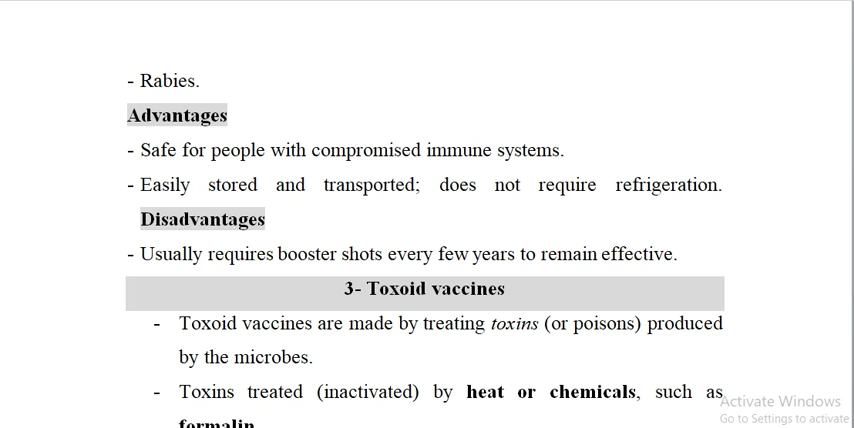 - Rabies.
Advantages
- Safe for people with compromised immune systems.
- Easily stored and transported; does not require refrigeration.
Disadvantages
- Usually requires booster shots every few years to remain effective.
3- Toxoid vaccines
- Toxoid vaccines are made by treating toxins (or poisons) produced
by the microbes.
- Toxins treated (inactivated) by heat or chemicals, such as
formalin
Activate Windows
Go to Settings to activate